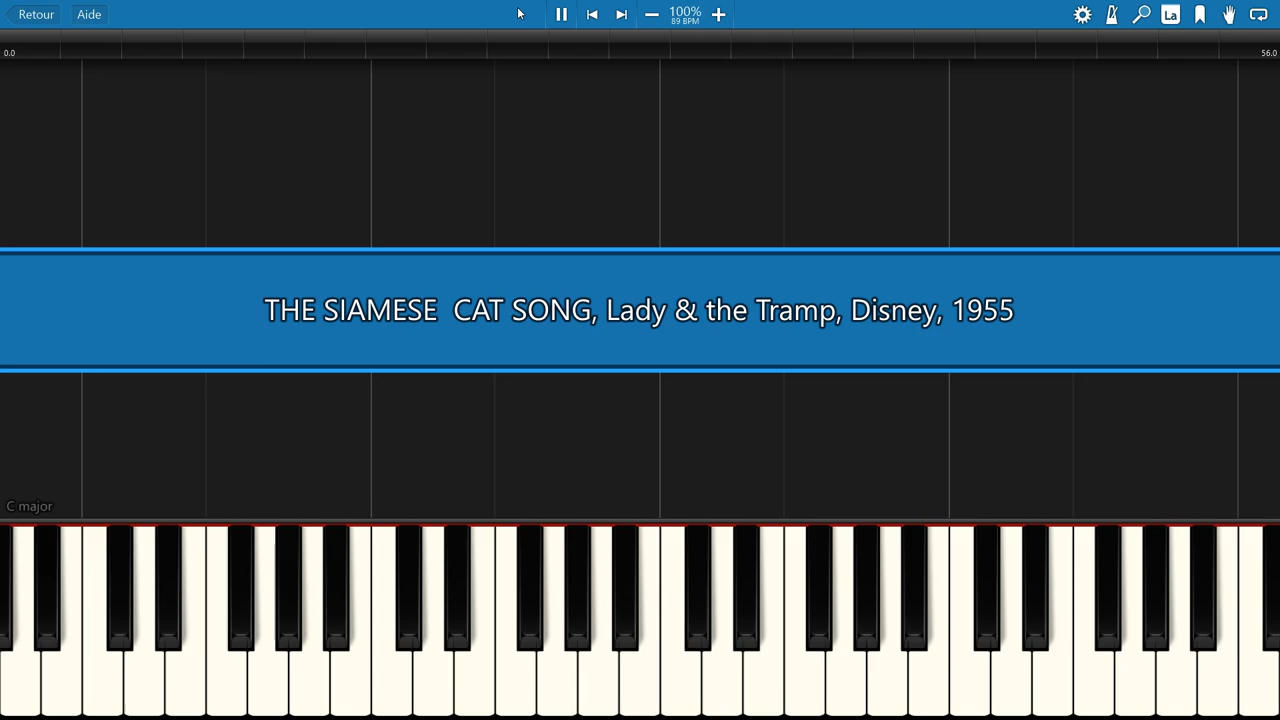 Retour Aide 100% La
89 BPM
0.0 56.0
THE SIAMESE  CAT SONG, Lady & the Tramp, Disney, 1955
C major